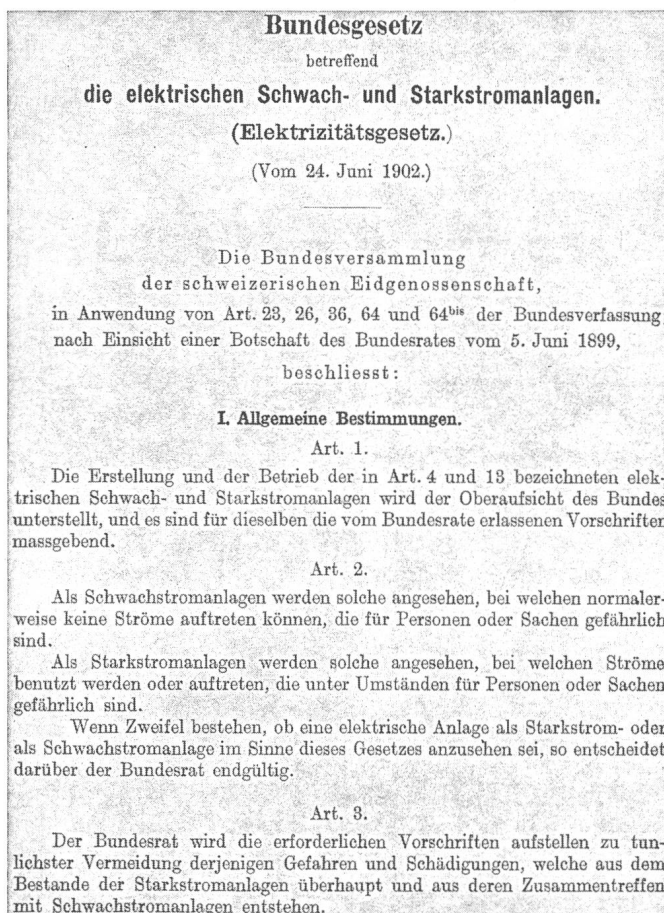 Bundesgesetz
betreffend
die elektrischen Schwach- und Starkstromanlagen.
(Elektrizitätsgesetz.)
(Vom 24. Juni 1902.)
Die Bundesversammlung
der schweizerischen Eidgenossenschaft,
in Anwendung von Art. 23, 26, 36, 64 und 64bis der Bundesverfassung
nach Einsicht einer Botschaft des Bundesrates vom 5. Juni 1899,
beschliesst:
I. Allgemeine Bestimmungen.
Art. 1.
Die Erstellung und der Betrieb der in Art. 4 und 13 bezeichneten elek-
trischen Schwach- und Starkstromanlagen wird der Oberaufsicht des Bundes
unterstellt, und es sind für dieselben die vom Bundesrate erlassenen Vorschriften
massgebend.
Art. 2.
Als Schwachstromanlagen werden solche angesehen, bei welchen normaler-
weise keine Ströme auftreten können, die für Personen oder Sachen gefährlich
sind.
Als Starkstromanlagen werden solche angesehen, bei welchen Ströme
benutzt werden oder auftreten, die unter Umständen für Personen oder Sachen
gefährlich sind.
Wenn Zweifel bestehen, ob eine elektrische Anlage als Starkstrom- oder
als Schwachstromanlage im Sinne dieses Gesetzes anzusehen sei, so entscheidet
darüber der Bundesrat endgültig.
Art. 3.
Der Bundesrat wird die erforderlichen Vorschriften aufstellen zu tun-
lichster Vermeidung derjenigen Gefahren und Schädigungen, welche aus dem
Bestande der Starkstromanlagen überhaupt und aus deren Zusammentreffen
mit Schwachstromanlagen entstehen.